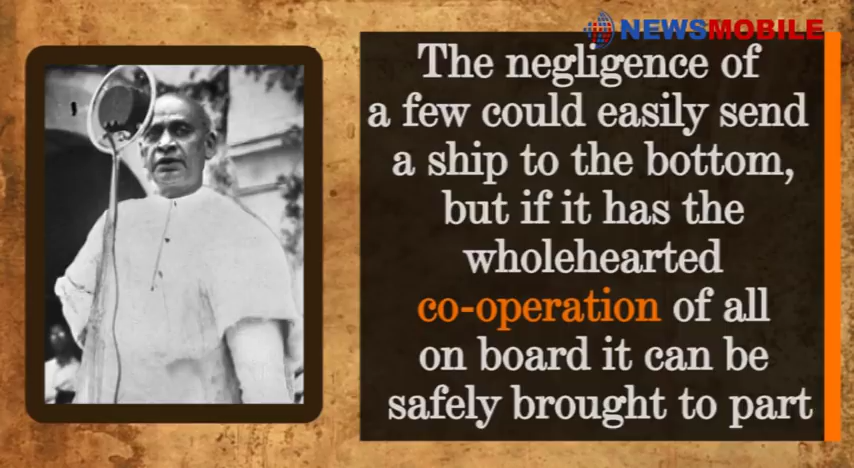 NEWSMOBILE
The negligence of
a few could easily send
a ship to the bottom,
but if it has the
wholehearted
co-operation of all
on board it can be
safely brought to part